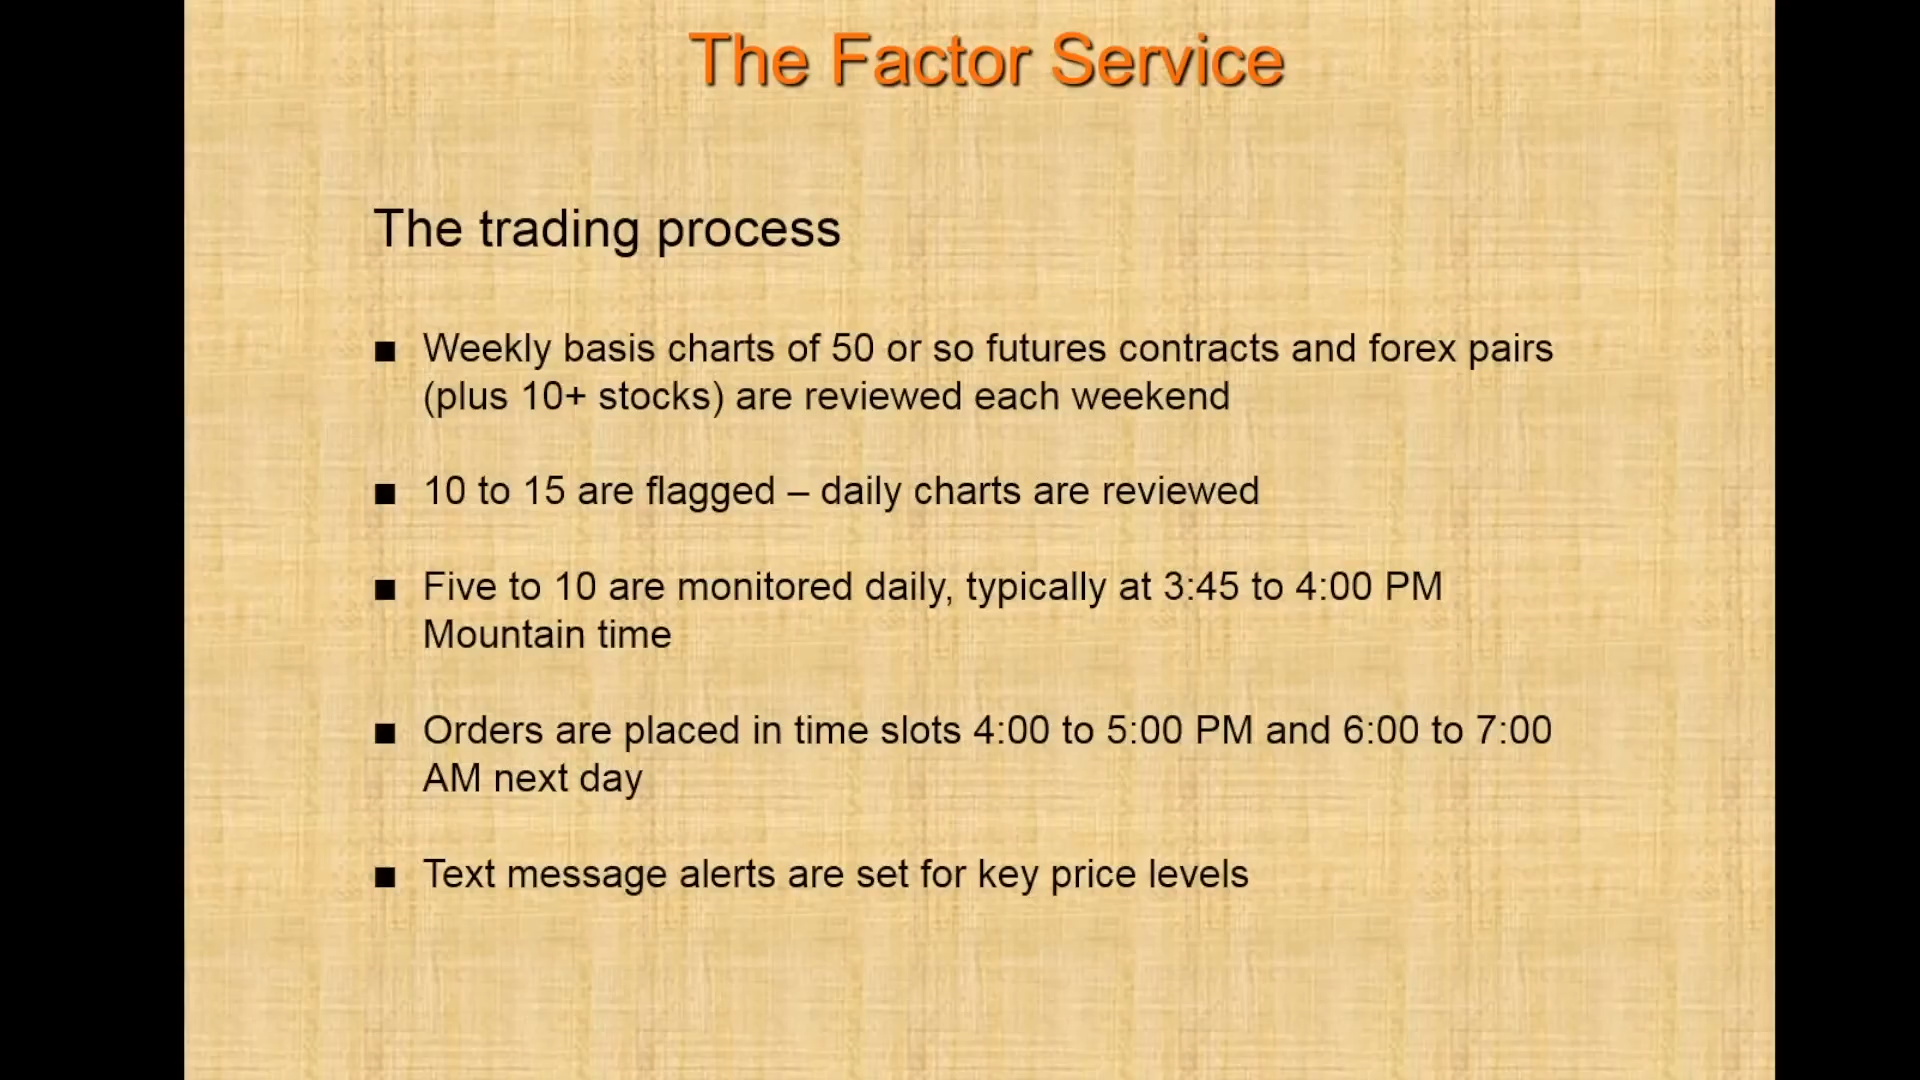 The Factor Service
The trading process
■ Weekly basis charts of 50 or so futures contracts and forex pairs
(plus 10+ stocks) are reviewed each weekend
■ 10 to 15 are flagged – daily charts are reviewed
■ Five to 10 are monitored daily, typically at 3:45 to 4:00 PM
Mountain time
■ Orders are placed in time slots 4:00 to 5:00 PM and 6:00 to 7:00
AM next day
■ Text message alerts are set for key price levels